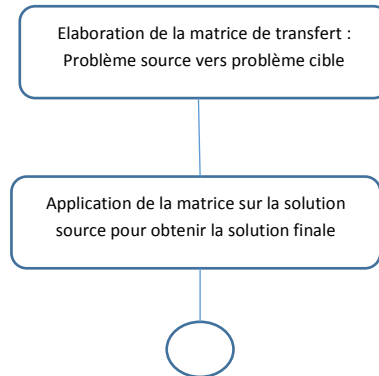 Elaboration de la matrice de transfert :
Problème source vers problème cible
Application de la matrice sur la solution
source pour obtenir la solution finale